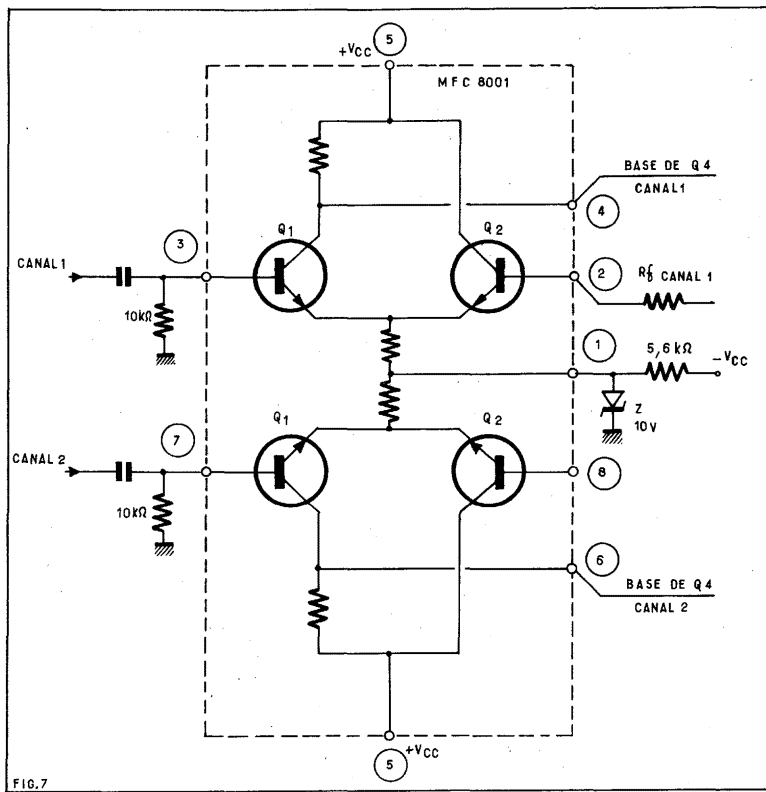 5
+VCC
MFC 8001
BASE DE Q4
CANAL 1
4
Q1
Q2
3
CANAL 1
2
Rf CANAL 1
10kΩ
1
5,6 kΩ
-VCC
Z
10V
Q1
Q2
7
CANAL 2
8
10kΩ
6
BASE DE Q4
CANAL 2
+VCC
5
FIG.7